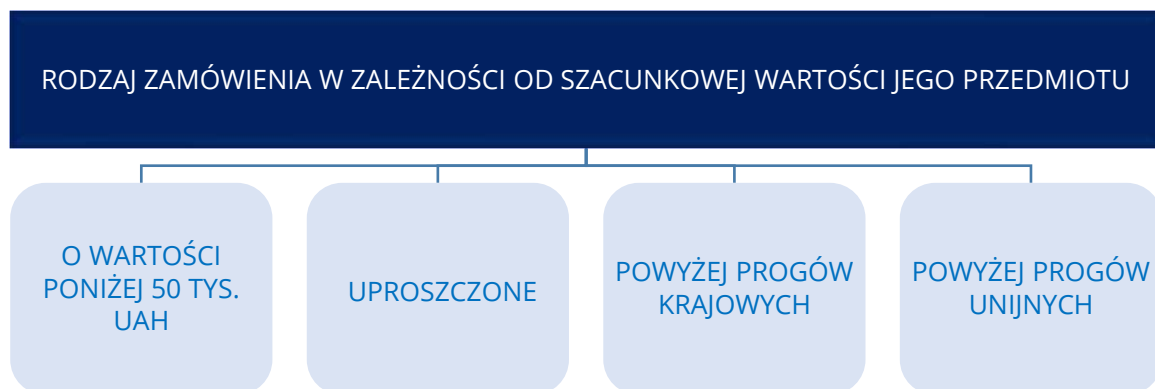 RODZAJ ZAMÓWIENIA W ZALEŻNOŚCI OD SZACUNKOWEJ WARTOŚCI JEGO PRZEDMIOTU
O WARTOŚCI
PONIŻEJ 50 TYS.
UAH
UPROSZCZONE
POWYŻEJ PROGÓW
KRAJOWYCH
POWYŻEJ PROGÓW
UNIJNYCH